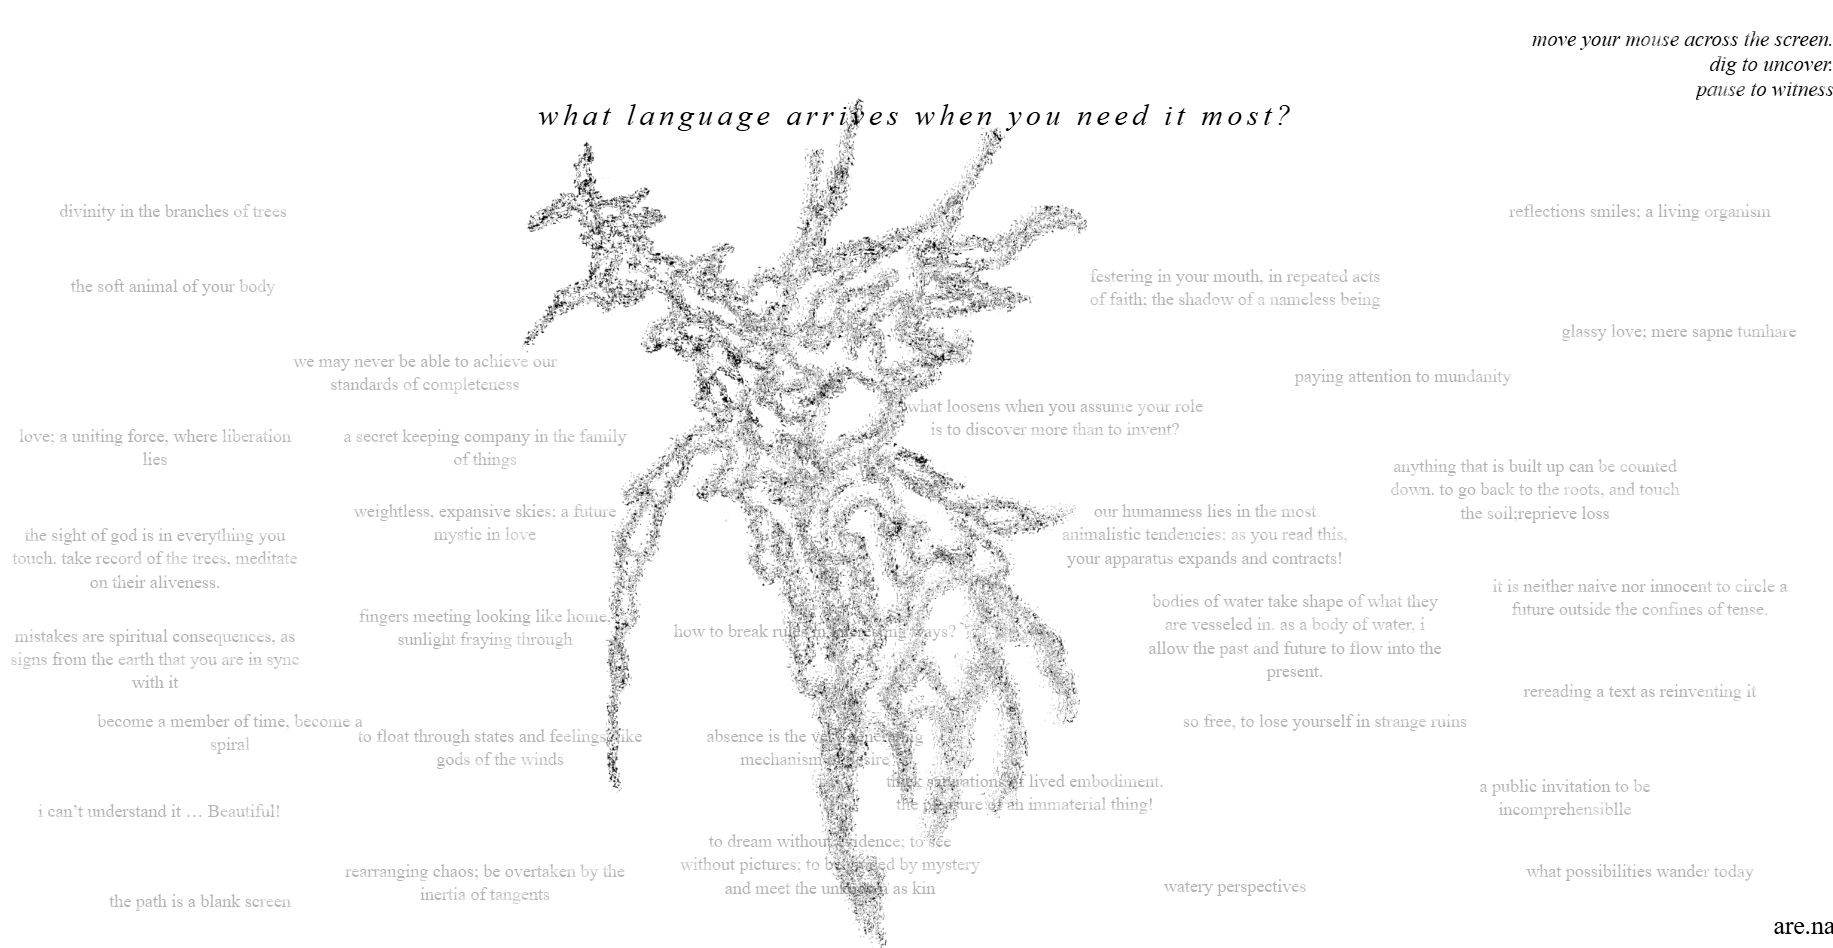 move your mouse across the screen.
dig to uncover.
pause to witness
what language arrives when you need it most?
divinity in the branches of trees
reflections smiles; a living organism
the soft animal of your body
festering in your mouth, in repeated acts
of faith; the shadow of a nameless being
glassy love; mere sapne tumhare
we may never be able to achieve our
standards of completeness
paying attention to mundanity
what loosens when you assume your role
is to discover more than to invent?
love; a uniting force, where liberation
lies
a secret keeping company in the family
of things
anything that is built up can be counted
down. to go back to the roots, and touch
the soil;reprieve loss
weightless, expansive skies; a future
mystic in love
our humanness lies in the most
animalistic tendencies; as you read this,
your apparatus expands and contracts!
the sight of god is in everything you
touch. take record of the trees, meditate
on their aliveness.
it is neither naive nor innocent to circle a
future outside the confines of tense.
bodies of water take shape of what they
are vesseled in. as a body of water, i
allow the past and future to flow into the
present.
fingers meeting looking like home,
sunlight fraying through
how to break rules in interesting ways?
mistakes are spiritual consequences, as
signs from the earth that you are in sync
with it
rereading a text as reinventing it
become a member of time, become a
spiral
so free, to lose yourself in strange ruins
to float through states and feelings like
gods of the winds
absence is the very
mechanism desire
lived embodiment.
the pleasure of an immaterial thing!
a public invitation to be
incomprehensiblle
i can't understand it … Beautiful!
to dream without evidence; to see
without pictures; to be by mystery
and meet the unknown as kin
rearranging chaos; be overtaken by the
inertia of tangents
what possibilities wander today
watery perspectives
the path is a blank screen
are.na